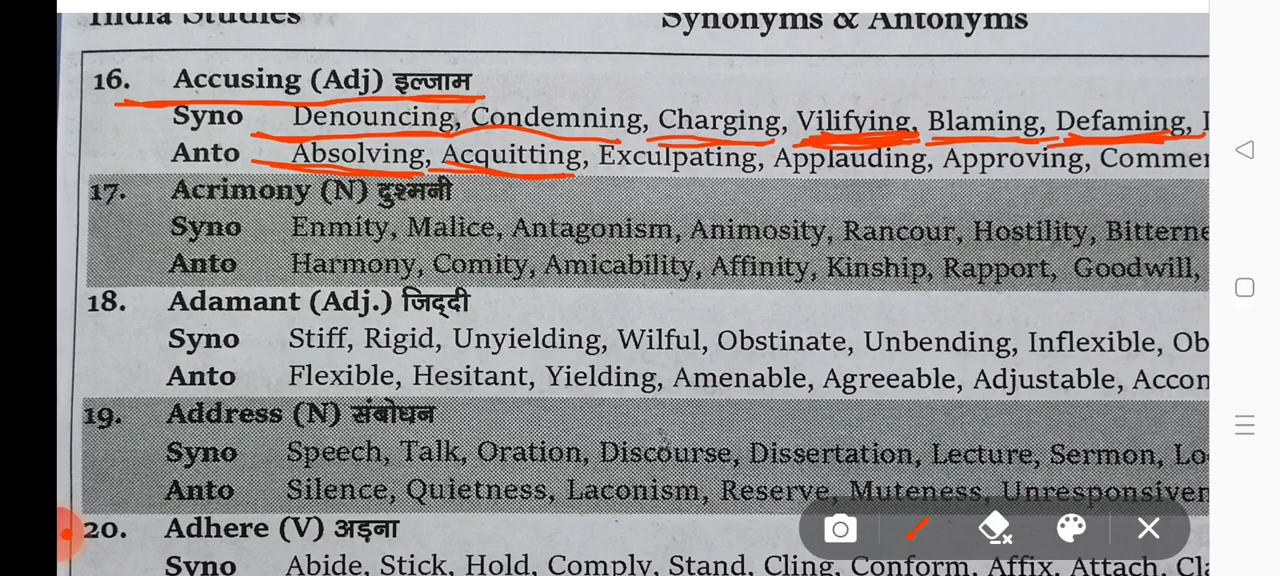 India Studies Synonyms & Antonyms
16. Accusing (Adj) इल्जाम
Syno Denouncing, Condemning, Charging, Vilifying, Blaming, Defaming,
Anto Absolving, Acquitting, Exculpating, Applauding, Approving,
17. Acrimony (N) दुश्मनी
Syno Enmity, Malice, Antagonism, Animosity, Rancour, Hostility,
Anto Harmony, Comity, Amicability, Affinity, Kinship, Rapport, Goodwill,
18. Adamant (Adj.) जिद्दी
Syno Stiff, Rigid, Unyielding, Wilful, Obstinate, Unbending, Inflexible,
Anto Flexible, Hesitant, Yielding, Amenable, Agreeable, Adjustable,
19. Address (N) संबोधन
Syno Speech, Talk, Oration, Discourse, Dissertation, Lecture, Sermon,
Anto Silence, Quietness, Laconism, Reserve, Muteness,
20. Adhere (V) अड़ना
Syno Abide, Stick, Hold, Comply, Stand, Cling, Conform, Affix, Attach,